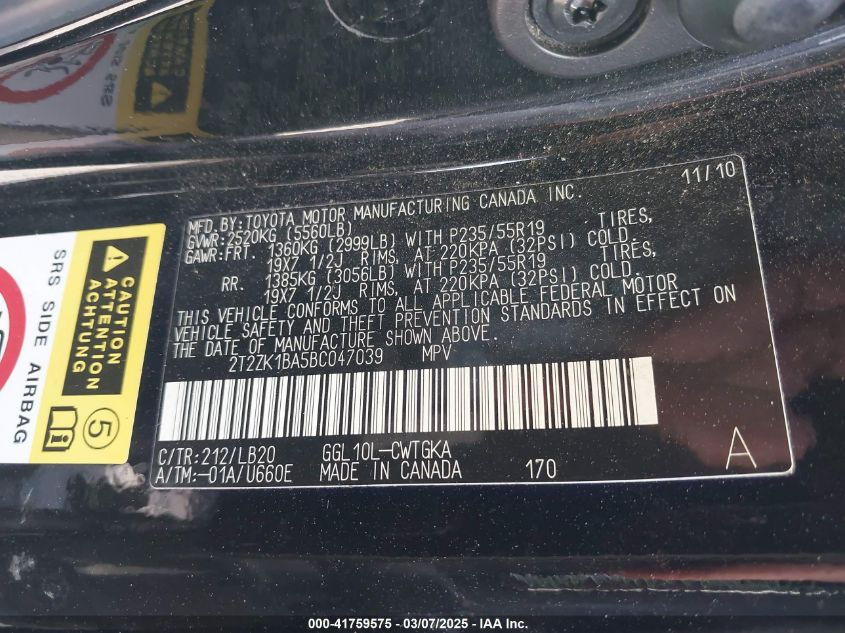 SRS SIDE
11/10
MFD.BY:TOYOTA MOTOR MANUFACTURING CANADA INC.
GVWR:2520KG (5560LB)
GAWR:FRT. 1360KG (2999LB) WITH P235/55R19 TIRES,
19X7 1/2J RIMS, AT 220KPA (32PSI) COLD.
RR. 1385KG (3056LB) WITH P235/55R19 TIRES,
19X7 1/2J RIMS, AT 220KPA (32PSI) COLD.
THIS VEHICLE CONFORMS TO ALL APPLICABLE FEDERAL MOTOR
VEHICLE SAFETY AND THEFT PREVENTION STANDARDS IN EFFECT ON
THE DATE OF MANUFACTURE SHOWN ABOVE.
2T2ZK1BA5BC047039 MPV
C/TR:212/LB20 GGL10L-CWTGKA
A/TM:-01A/U660E MADE IN CANADA 170
A
CAUTION
ATTENTION
ACHTUNG
SRS SIDE AIRBAG
5
i
000-41759575 - 03/07/2025 - IAA Inc.